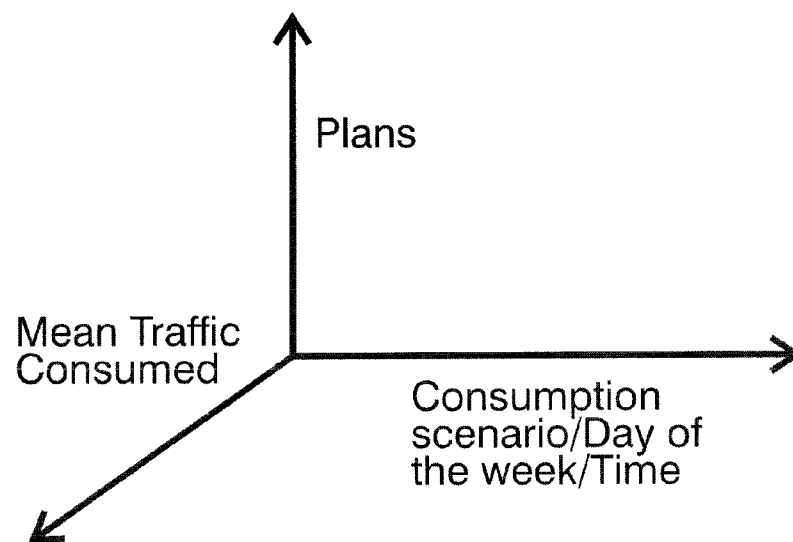 Plans
Mean Traffic
Consumed
Consumption
scenario/Day of
the week/Time